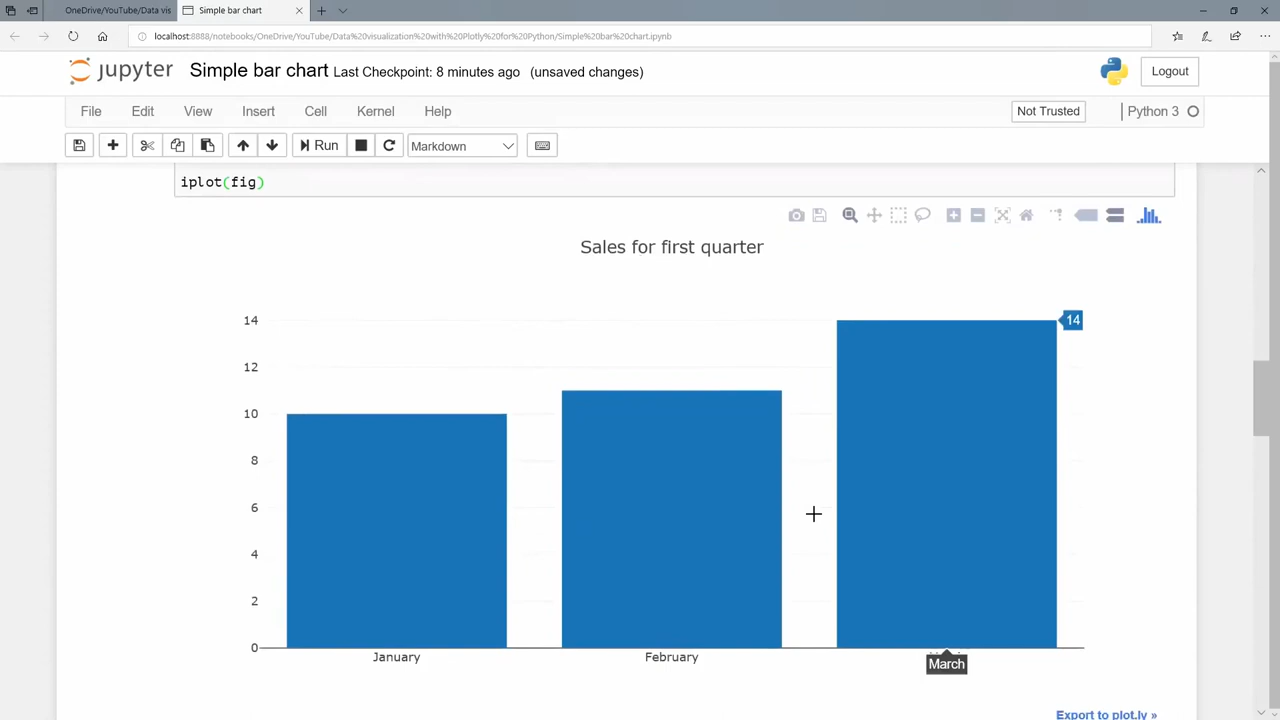 OneDrive/YouTube/Data vis
Simple bar chart
localhost:8888/notebooks/OneDrive/YouTube/Data%20visualization%20with%20Plotly%20for%20Python/Simple%20bar%20chart.ipynb
jupyter Simple bar chart Last Checkpoint: 8 minutes ago (unsaved changes)
Logout
File Edit View Insert Cell Kernel Help
Not Trusted
Python 3
Run
Markdown
iplot(fig)
Sales for first quarter
14
14
12
10
8
6
4
2
0
January
February
March
Export to plot.ly »